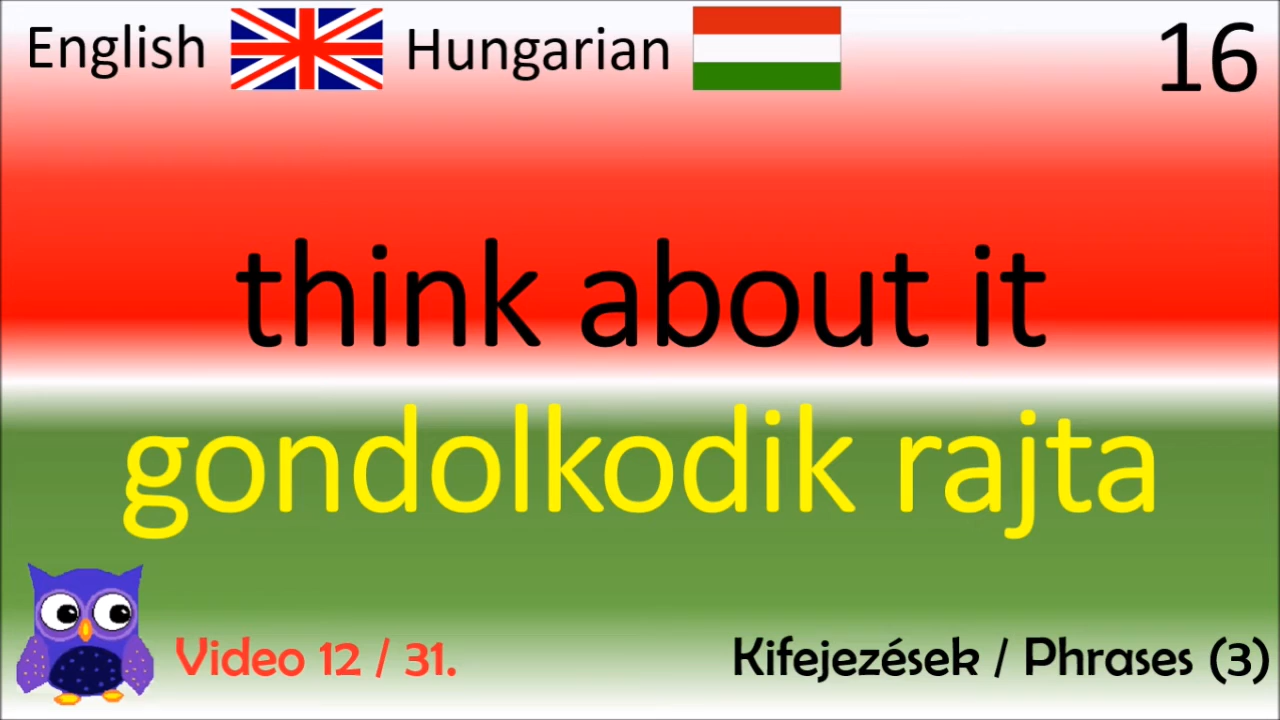 English Hungarian 16
think about it
gondolkodik rajta
Video 12 / 31. Kifejezések / Phrases (3)